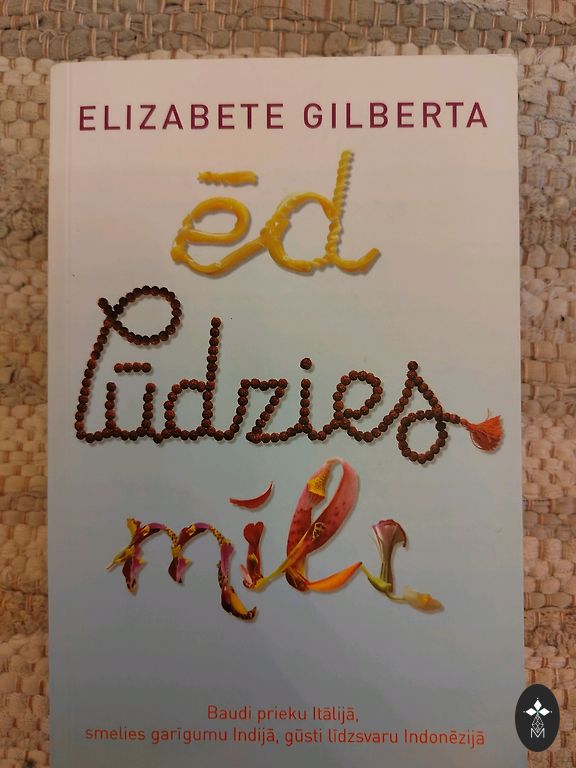 ELIZABETE GILBERTA
ēd
lūdzies
mīli
Baudi prieku Itālijā,
smelies garīgumu Indijā, gūsti līdzsvaru Indonēzijā